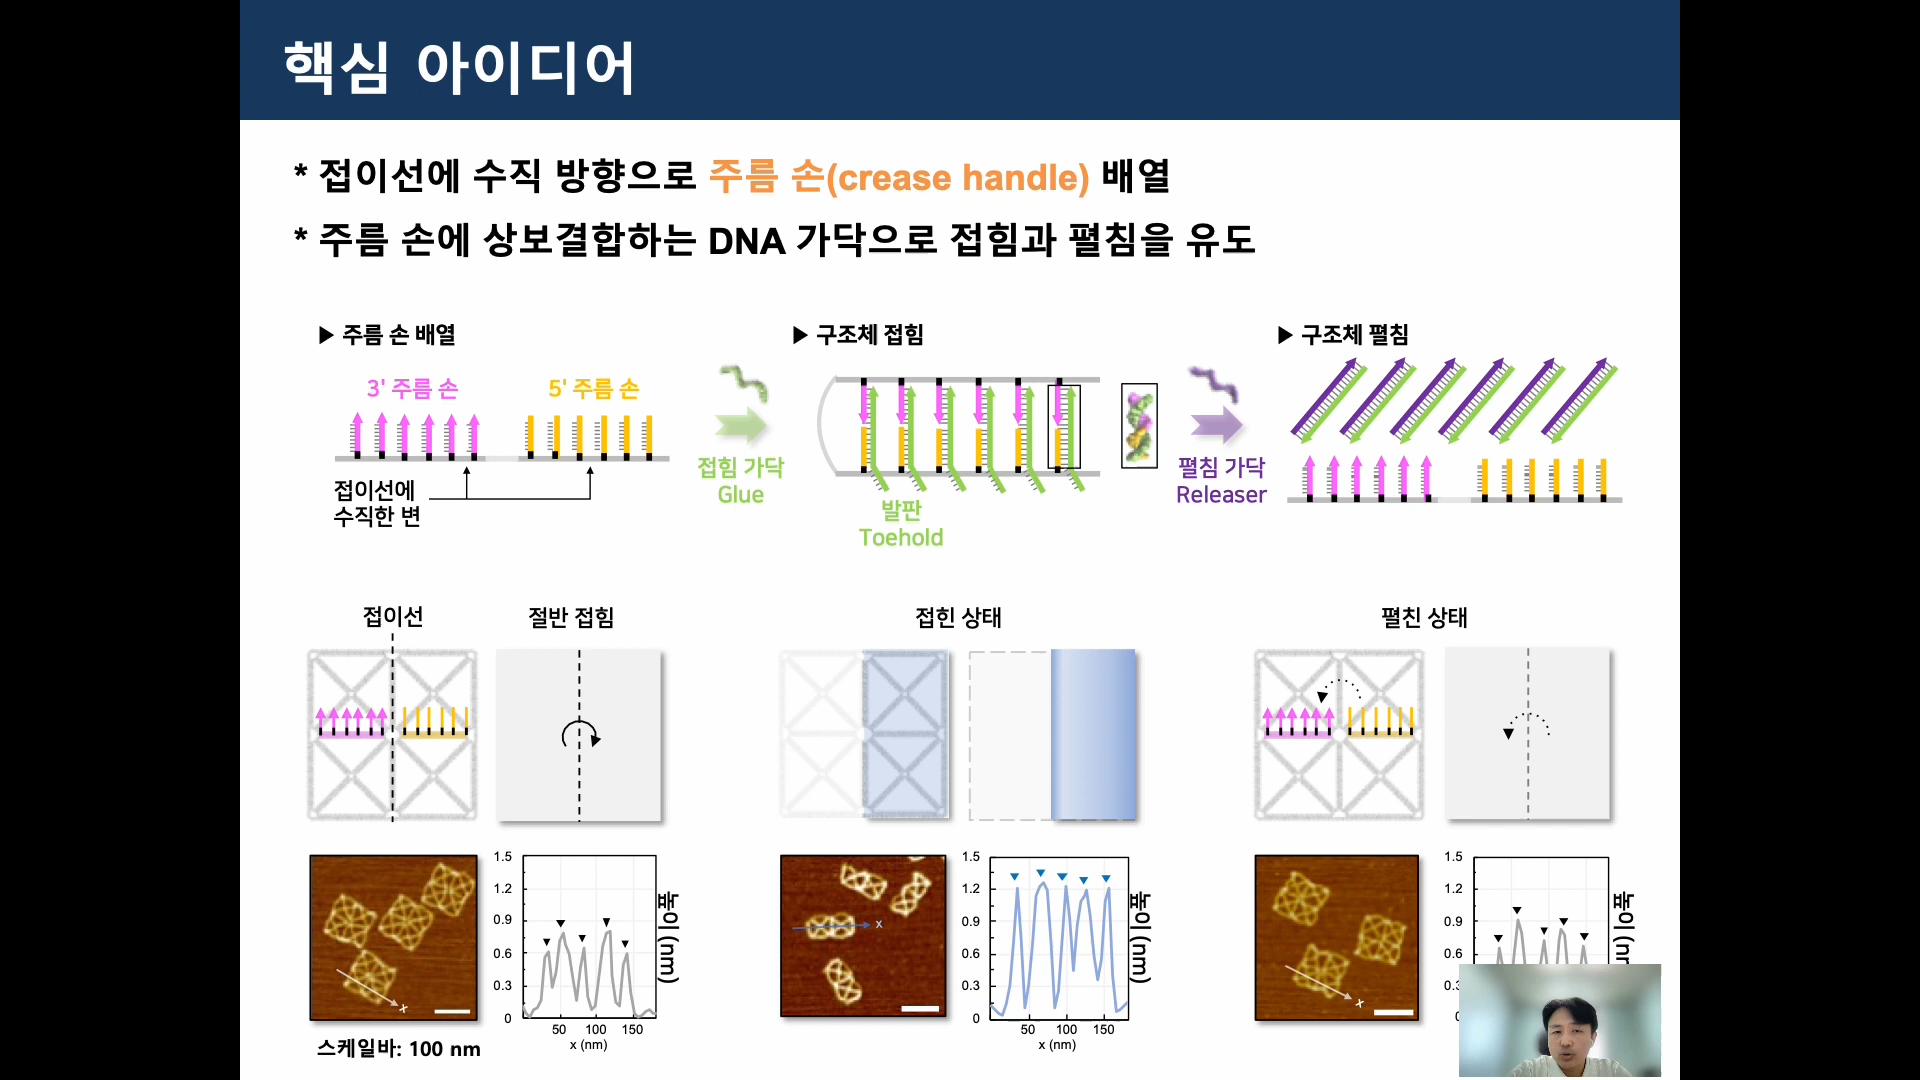 핵심 아이디어
* 접이선에 수직 방향으로 주름 손(crease handle) 배열
* 주름 손에 상보결합하는 DNA 가닥으로 접힘과 펼침을 유도
▶ 주름 손 배열
3' 주름 손
5' 주름 손
접이선에
수직한 변
접힘 가닥
Glue
▶ 구조체 접힘
발판
Toehold
펼침 가닥
Releaser
▶ 구조체 펼침
접이선
절반 접힘
접힌 상태
펼친 상태
x
1.5
1.2
0.9
0.6
0.3
0
50 100 150
x (nm)
높이 (nm)
스케일바: 100 nm
x
1.5
1.2
0.9
0.6
0.3
0
50 100 150
x (nm)
높이 (nm)
x
1.5
1.2
0.9
0.6
높이